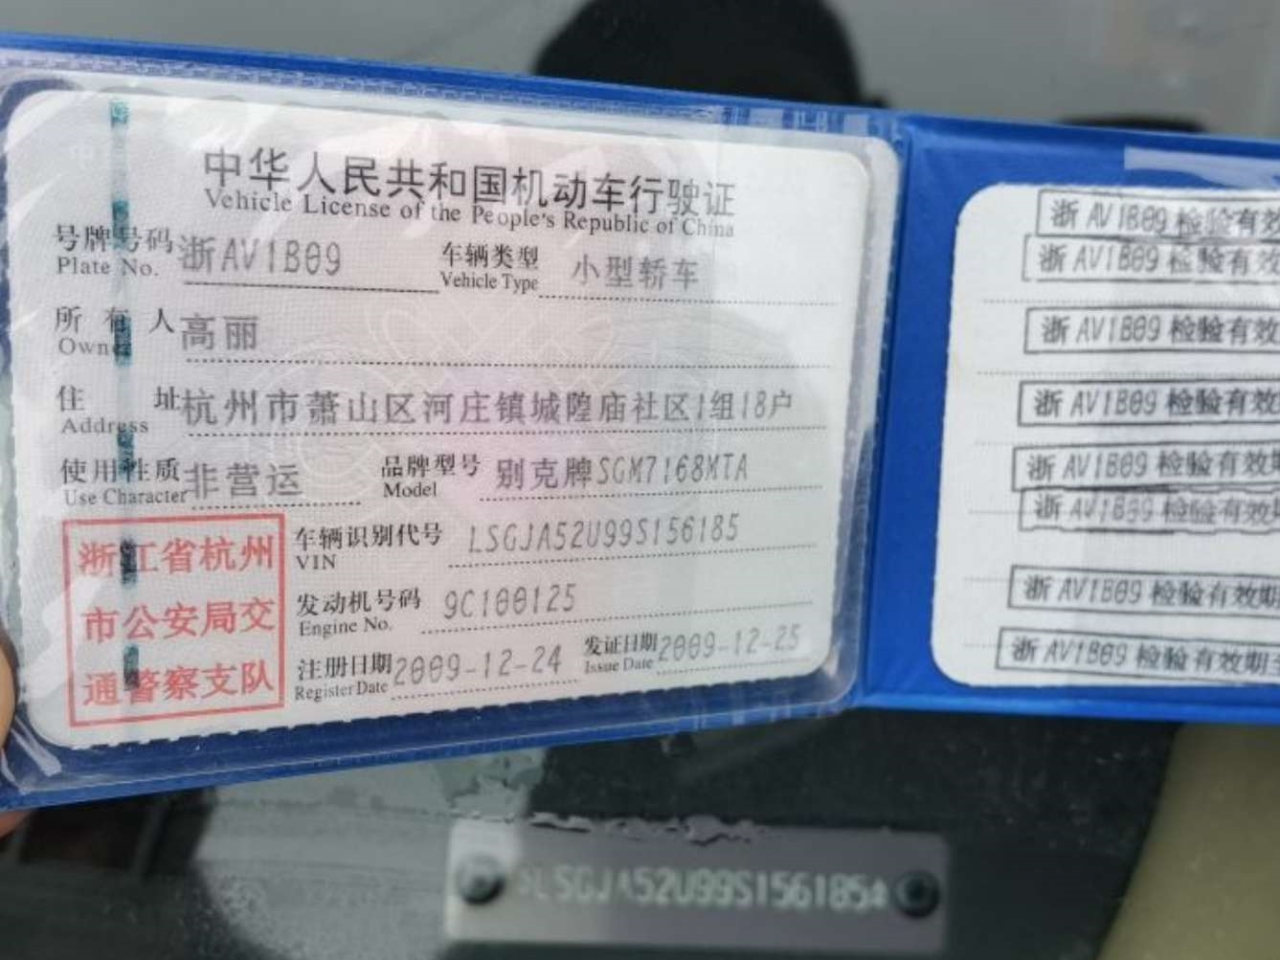 中华人民共和国机动车行驶证
Vehicle License of the People's Republic of China
号牌号码 浙AV1B09 车辆类型 小型轿车
Plate No. Vehicle Type
所有人 高丽
Owner
住址 杭州市萧山区河庄镇城隍庙社区1组18户
Address
使用性质 非营运 品牌型号 别克牌SGM7168MTA
Use Character Model
浙江省杭州
市公安局交
通警察支队
车辆识别代号 LSGJA52U99S156185
VIN
发动机号码 9C100125
Engine No.
注册日期 2009-12-24 发证日期 2009-12-25
Register Date Issue Date
浙AV1B09检验有效
浙AV1B09检验有效
浙AV1B09检验有效
浙AV1B09检验有效
浙AV1B09检验有效期
浙AV1B09检验有效
浙AV1B09检验有效期
浙AV1B09检验有效期至
LSGJA52U99S156185